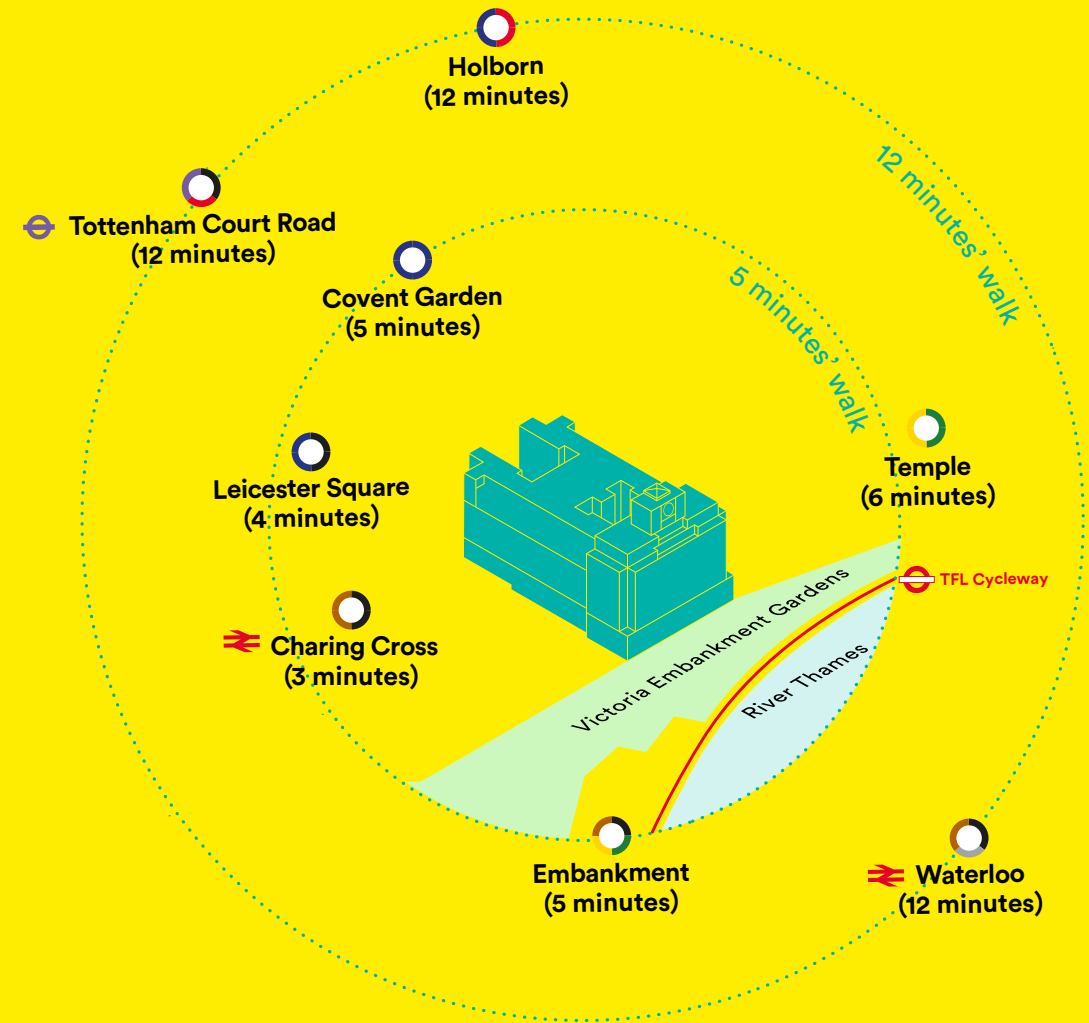 Holborn
(12 minutes)
12 minutes’ walk
Tottenham Court Road
(12 minutes)
Covent Garden
(5 minutes)
5 minutes’ walk
Leicester Square
(4 minutes)
Temple
(6 minutes)
TFL Cycleway
Victoria Embankment Gardens
River Thames
Charing Cross
(3 minutes)
Embankment
(5 minutes)
Waterloo
(12 minutes)